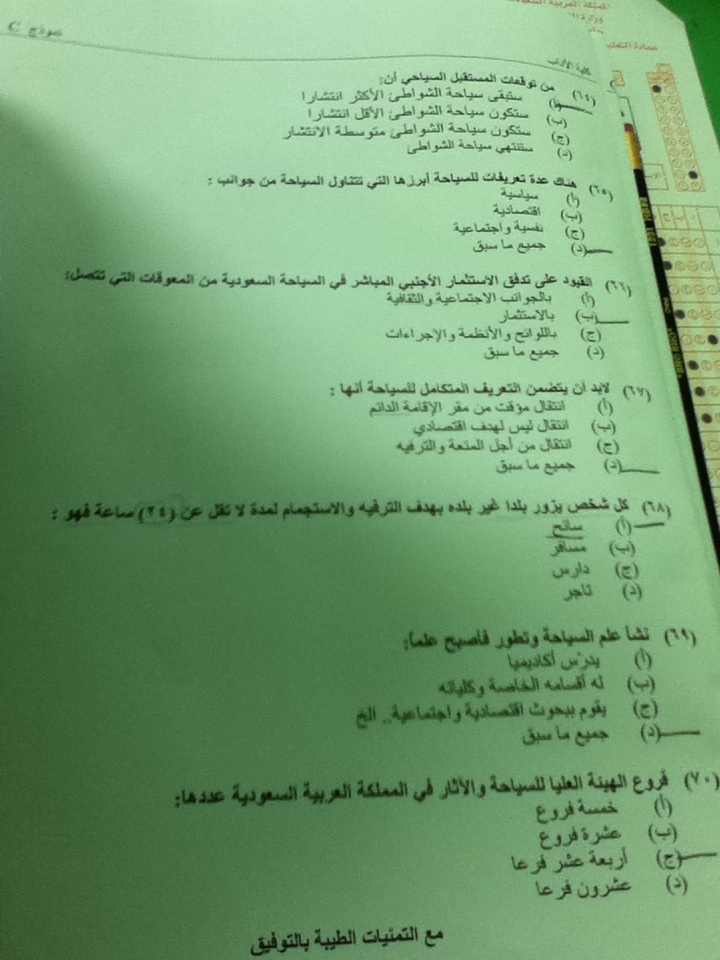 المملكة العربية السعودية
وزارة
عمادة
كلية الآداب
نموذج C
(٦٤) من توقعات المستقبل السياحي أن:
(أ) ستبقى سياحة الشواطئ الأكثر انتشارا
(ب) ستكون سياحة الشواطئ الأقل انتشارا
(ج) ستكون سياحة الشواطئ متوسطة الانتشار
(د) ستنتهي سياحة الشواطئ
(٦٥) هناك عدة تعريفات للسياحة أبرزها التي تتناول السياحة من جوانب :
(أ) سياسية
(ب) اقتصادية
(ج) نفسية واجتماعية
(د) جميع ما سبق
(٦٦) القيود على تدفق الاستثمار الأجنبي المباشر في السياحة السعودية من المعوقات التي تتصل:
(أ) بالجوانب الاجتماعية والثقافية
(ب) بالاستثمار
(ج) باللوائح والأنظمة والإجراءات
(د) جميع ما سبق
(٦٧) لابد أن يتضمن التعريف المتكامل للسياحة أنها :
(أ) انتقال مؤقت من مقر الإقامة الدائم
(ب) انتقال ليس لهدف اقتصادي
(ج) انتقال من أجل المتعة والترفيه
(د) جميع ما سبق
(٦٨) كل شخص يزور بلدا غير بلده بهدف الترفيه والاستجمام لمدة لا تقل عن (٢٤) ساعة فهو :
(أ) سائح
(ب) مسافر
(ج) دارس
(د) تاجر
(٦٩) نشأ علم السياحة وتطور فأصبح علماً:
(أ) يدرّس أكاديميا
(ب) له أقسامه الخاصة وكلياته
(ج) يقوم ببحوث اقتصادية واجتماعية.. الخ
(د) جميع ما سبق
(٧٠) فروع الهيئة العليا للسياحة والآثار في المملكة العربية السعودية عددها:
(أ) خمسة فروع
(ب) عشرة فروع
(ج) أربعة عشر فرعا
(د) عشرون فرعا
مع التمنيات الطيبة بالتوفيق